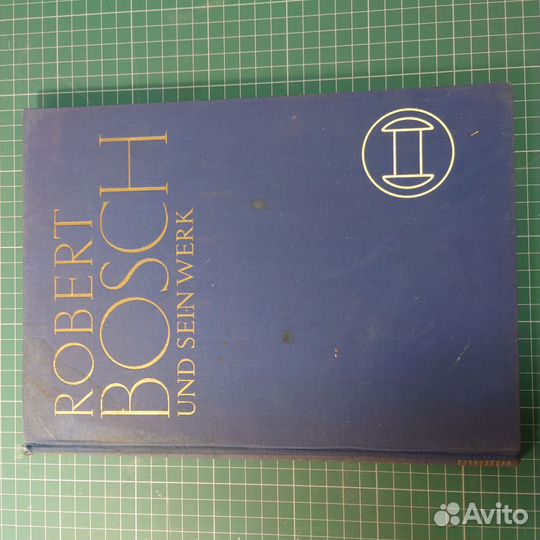 ROBERT
BOSCH
UND SEIN WERK
Avito